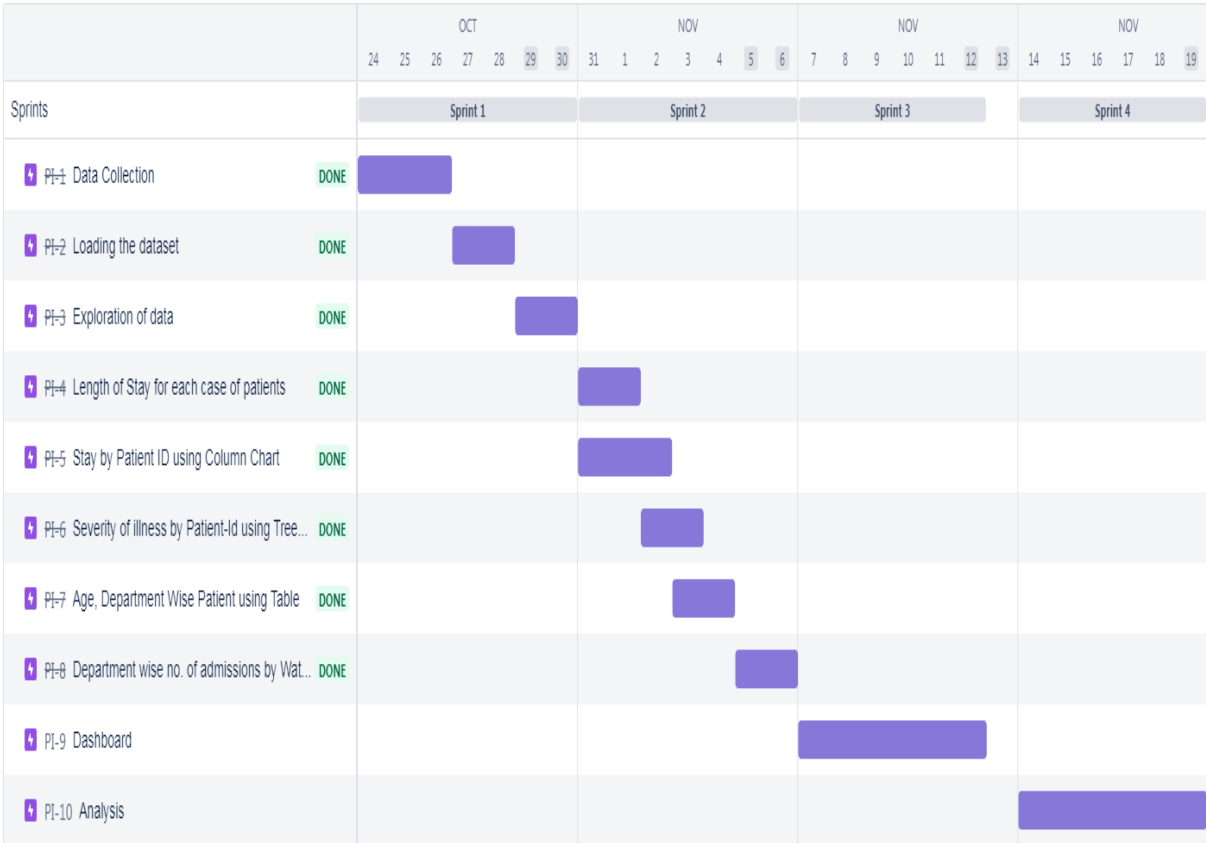 OCT NOV NOV NOV
24 25 26 27 28 29 30 31 1 2 3 4 5 6 7 8 9 10 11 12 13 14 15 16 17 18 19
Sprints Sprint 1 Sprint 2 Sprint 3 Sprint 4
PI-1 Data Collection DONE
PI-2 Loading the dataset DONE
PI-3 Exploration of data DONE
PI-4 Length of Stay for each case of patients DONE
PI-5 Stay by Patient ID using Column Chart DONE
PI-6 Severity of illness by Patient-Id using Tree... DONE
PI-7 Age, Department Wise Patient using Table DONE
PI-8 Department wise no. of admissions by Wat... DONE
PI-9 Dashboard
PI-10 Analysis